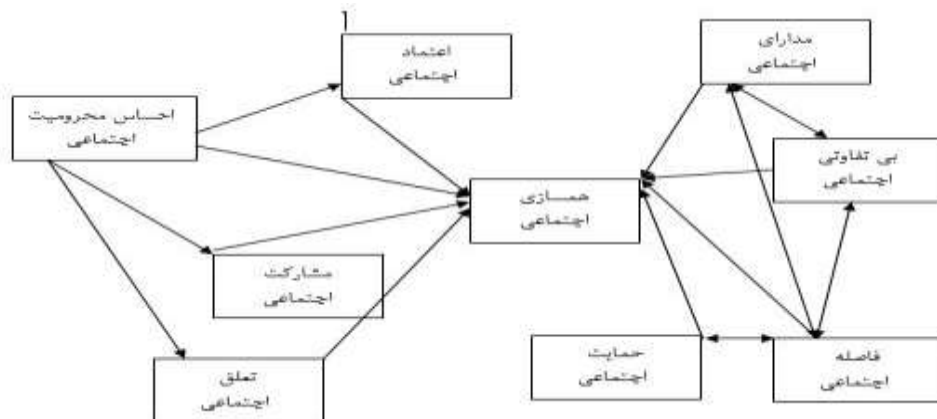 1
اعتماد
اجتماعی
مدارای
اجتماعی
احساس محرومیت
اجتماعی
بی تفاوتی
اجتماعی
همسازی
اجتماعی
مشارکت
اجتماعی
حمایت
اجتماعی
فاصله
اجتماعی
تعلق
اجتماعی